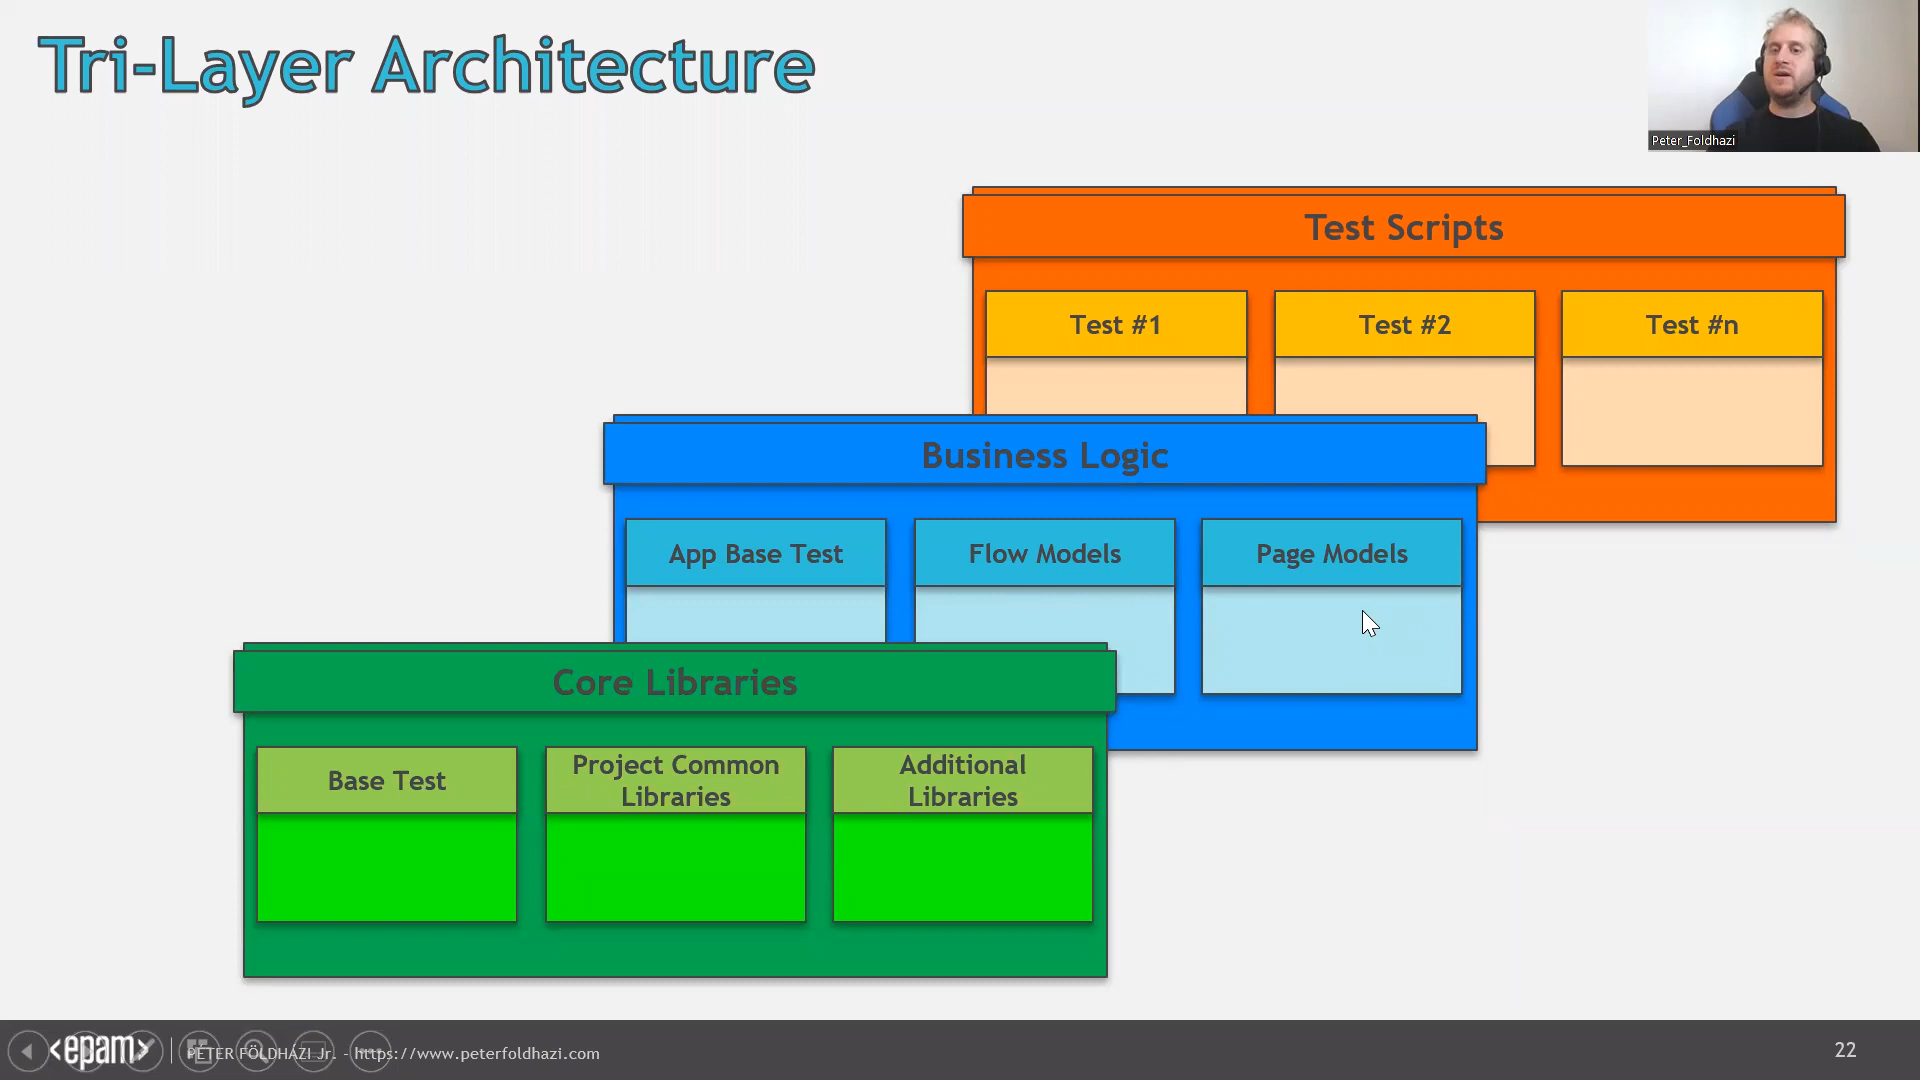 Tri-Layer Architecture
Peter_Foldhazi
Test Scripts
Test #1
Test #2
Test #n
Business Logic
App Base Test
Flow Models
Page Models
Core Libraries
Base Test
Project Common
Libraries
Additional
Libraries
<epam>
PETER FÖLDHÁZI Jr. - https://www.peterfoldhazi.com
22